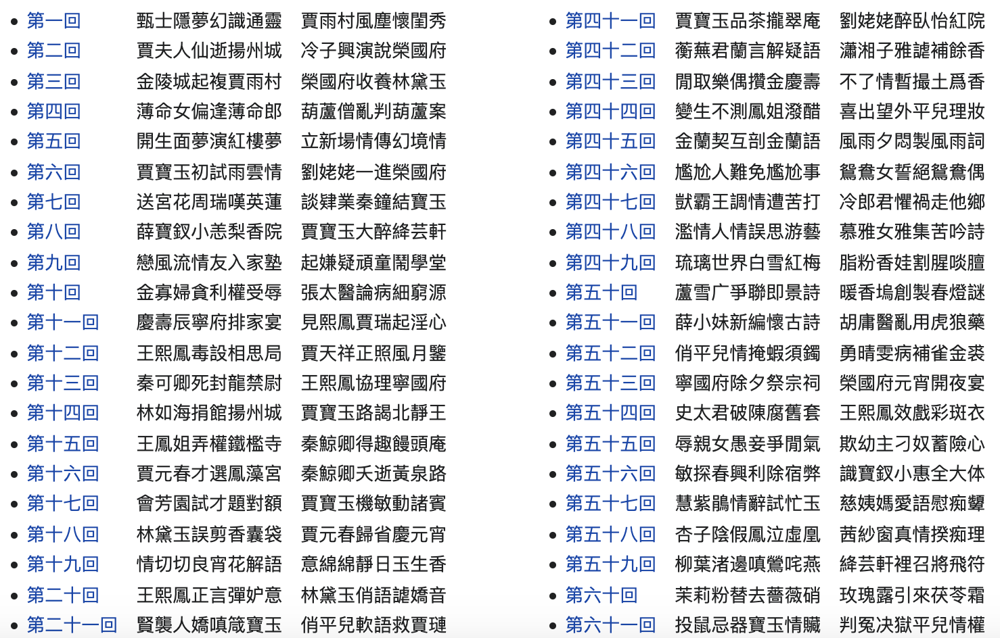 第一回 甄士隱夢幻識通靈 賈雨村風塵懷閨秀
第二回 賈夫人仙逝揚州城 冷子興演說榮國府
第三回 金陵城起複賈雨村 榮國府收養林黛玉
第四回 薄命女偏逢薄命郎 葫蘆僧亂判葫蘆案
第五回 開生面夢演紅樓夢 立新場情傳幻境情
第六回 賈寶玉初試雨雲情 劉姥姥一進榮國府
第七回 送宮花周瑞嘆英蓮 談肄業秦鐘結寶玉
第八回 薛寶釵小恙梨香院 賈寶玉大醉絳芸軒
第九回 戀風流情友入家塾 起嫌疑頑童鬧學堂
第十回 金寡婦貪利權受辱 張太醫論病細窮源
第十一回 慶壽辰寧府排家宴 見熙鳳賈瑞起淫心
第十二回 王熙鳳毒設相思局 賈天祥正照風月鑒
第十三回 秦可卿死封龍禁尉 王熙鳳協理寧國府
第十四回 林如海捐館揚州城 賈寶玉路謁北靜王
第十五回 王鳳姐弄權鐵檻寺 秦鯨卿得趣饅頭庵
第十六回 賈元春才選鳳藻宮 秦鯨卿夭逝黃泉路
第十七回 會芳園試才題對額 賈寶玉機敏動諸賓
第十八回 林黛玉誤剪香囊袋 賈元春歸省慶元宵
第十九回 情切切良宵花解語 意綿綿靜日玉生香
第二十回 王熙鳳正言彈妒意 林黛玉俏語謔嬌音
第二十一回 賢襲人嬌嗔箴寶玉 俏平兒軟語救賈璉
第四十一回 賈寶玉品茶攏翠庵 劉姥姥醉臥怡紅院
第四十二回 蘅蕪君蘭言解疑語 瀟湘子雅謔補餘香
第四十三回 閒取樂偶攢金慶壽 不了情暫撮土爲香
第四十四回 變生不測鳳姐潑醋 喜出望外平兒理妝
第四十五回 金蘭契互剖金蘭語 風雨夕悶製風雨詞
第四十六回 尷尬人難免尷尬事 鴛鴦女誓絕鴛鴦偶
第四十七回 獃霸王調情遭苦打 冷郎君懼禍走他鄉
第四十八回 濫情人情誤思游藝 慕雅女雅集苦吟詩
第四十九回 琉璃世界白雪紅梅 脂粉香娃割腥啖膻
第五十回 蘆雪广爭聯即景詩 暖香塢創製春燈謎
第五十一回 薛小妹新編懷古詩 胡庸醫亂用虎狼藥
第五十二回 俏平兒情掩蝦須鐲 勇晴雯病補雀金裘
第五十三回 寧國府除夕祭宗祠 榮國府元宵開夜宴
第五十四回 史太君破陳腐舊套 王熙鳳效戲彩斑衣
第五十五回 辱親女愚妾爭閒氣 欺幼主刁奴蓄險心
第五十六回 敏探春興利除宿弊 識寶釵小惠全大体
第五十七回 慧紫鵑情辭試忙玉 慈姨媽愛語慰痴顰
第五十八回 杏子陰假鳳泣虛凰 茜紗窗真情揆痴理
第五十九回 柳葉渚邊嗔鶯咤燕 絳芸軒裡召將飛符
第六十回 茉莉粉替去薔薇硝 玫瑰露引來茯苓霜
第六十一回 投鼠忌器寶玉情贜 判冤決獄平兒情權